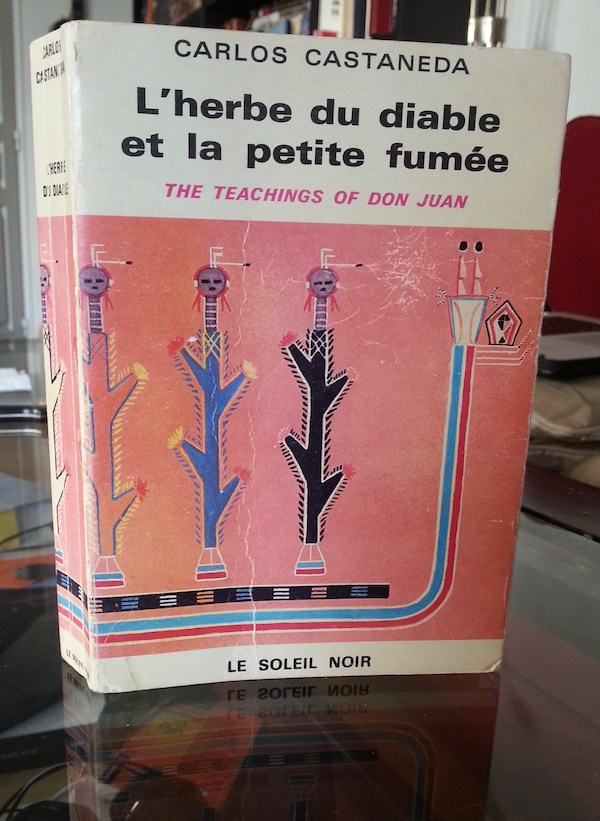 CARLOS CASTANEDA
L'herbe du diable
et la petite fumée
THE TEACHINGS OF DON JUAN
LE SOLEIL NOIR